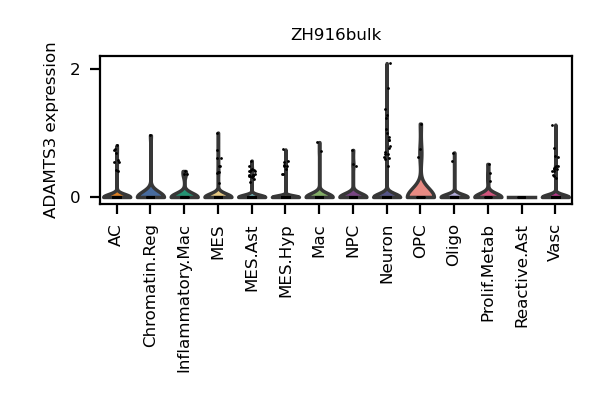 ZH916bulk
ADAMTS3 expression
2
0
AC
Chromatin.Reg
Inflammatory.Mac
MES
MES.Ast
MES.Hyp
Mac
NPC
Neuron
OPC
Oligo
Prolif.Metab
Reactive.Ast
Vasc